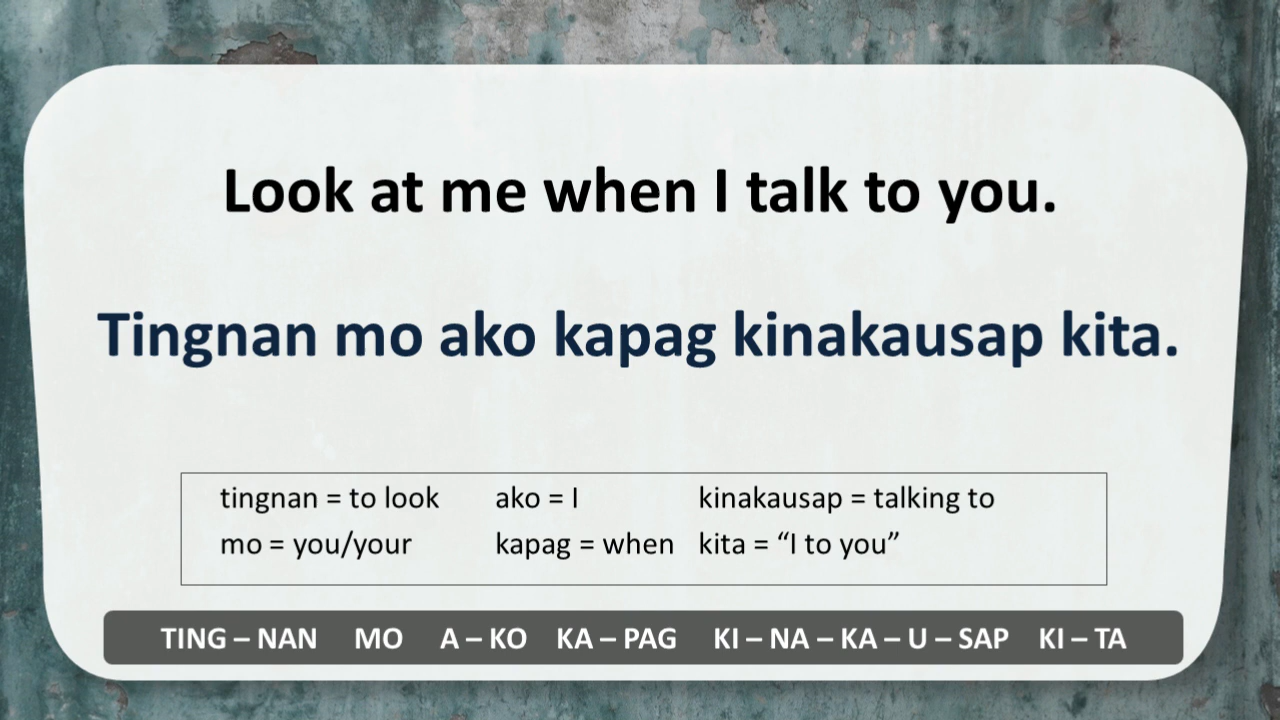 Look at me when I talk to you.
Tingnan mo ako kapag kinakausap kita.
tingnan = to look ako = I kinakausap = talking to
mo = you/your kapag = when kita = “I to you”
TING – NAN MO A – KO KA – PAG KI – NA – KA – U – SAP KI – TA